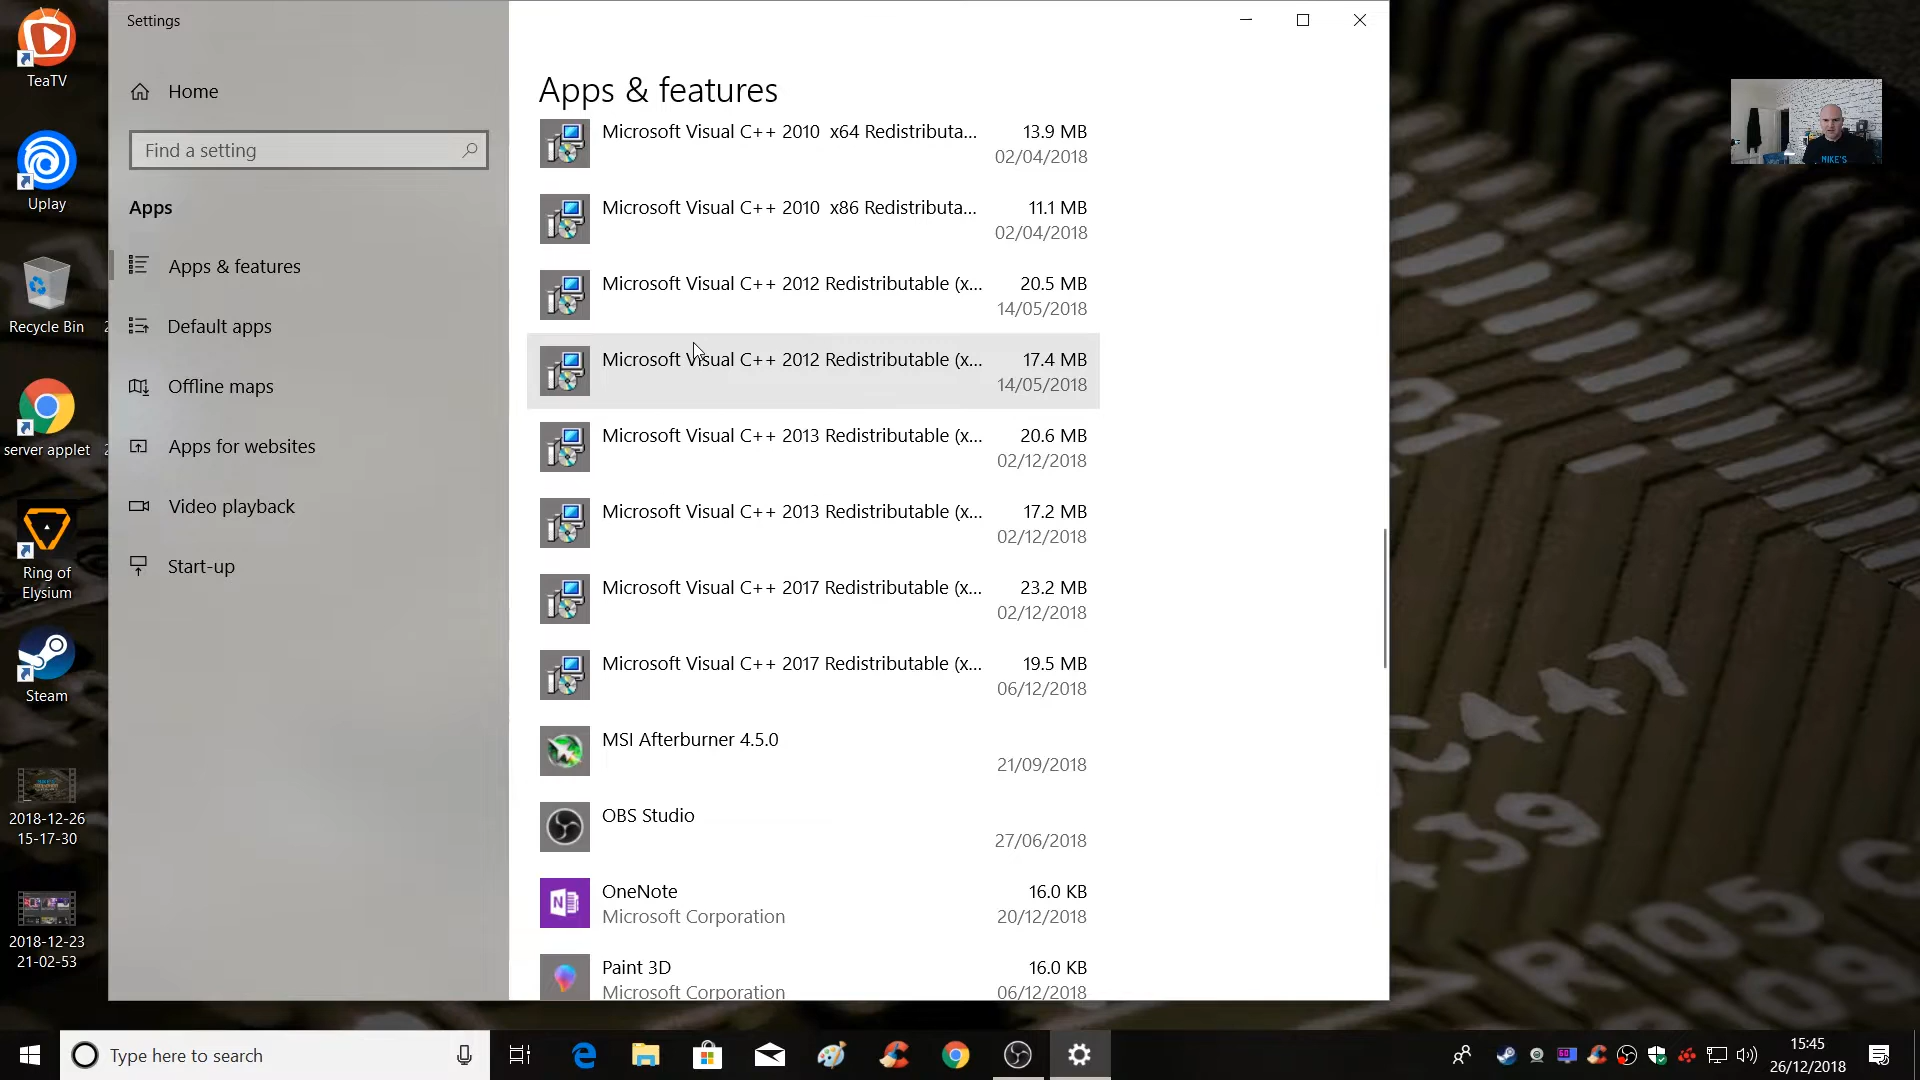 Settings
Home
Find a setting
Apps
Apps & features
Default apps
Offline maps
Apps for websites
Video playback
Start-up
Apps & features
Microsoft Visual C++ 2010 x64 Redistributa... 13.9 MB
02/04/2018
Microsoft Visual C++ 2010 x86 Redistributa... 11.1 MB
02/04/2018
Microsoft Visual C++ 2012 Redistributable (x... 20.5 MB
14/05/2018
Microsoft Visual C++ 2012 Redistributable (x... 17.4 MB
14/05/2018
Microsoft Visual C++ 2013 Redistributable (x... 20.6 MB
02/12/2018
Microsoft Visual C++ 2013 Redistributable (x... 17.2 MB
02/12/2018
Microsoft Visual C++ 2017 Redistributable (x... 23.2 MB
02/12/2018
Microsoft Visual C++ 2017 Redistributable (x... 19.5 MB
06/12/2018
MSI Afterburner 4.5.0
21/09/2018
OBS Studio
27/06/2018
OneNote 16.0 KB
Microsoft Corporation 20/12/2018
Paint 3D 16.0 KB
Microsoft Corporation 06/12/2018
TeaTV
Uplay
Recycle Bin
server applet
Ring of
Elysium
Steam
2018-12-26
15-17-30
2018-12-23
21-02-53
MIKE'S
R105 C
Type here to search
15:45
26/12/2018